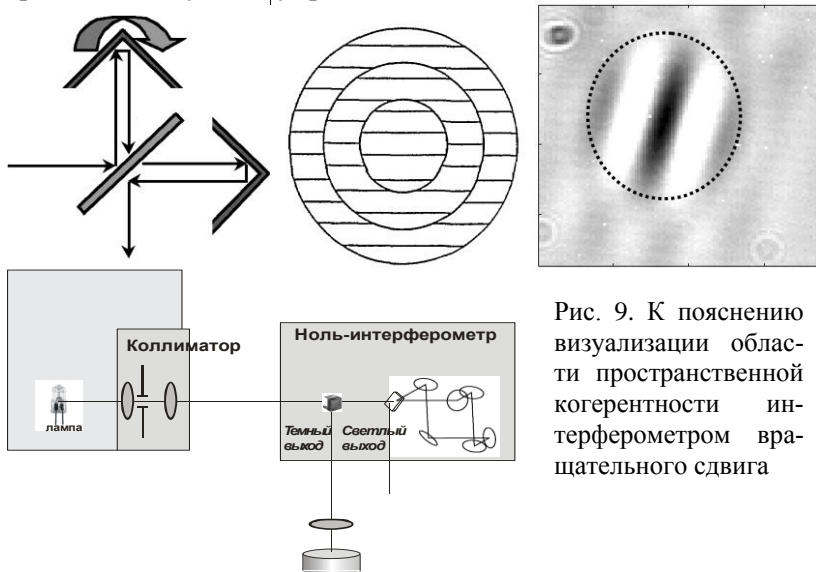 Коллиматор
Ноль-интерферометр
лампа
Темный Светлый
выход выход
Рис. 9. К пояснению
визуализации облас-
ти пространственной
когерентности ин-
терферометром вра-
щательного сдвига